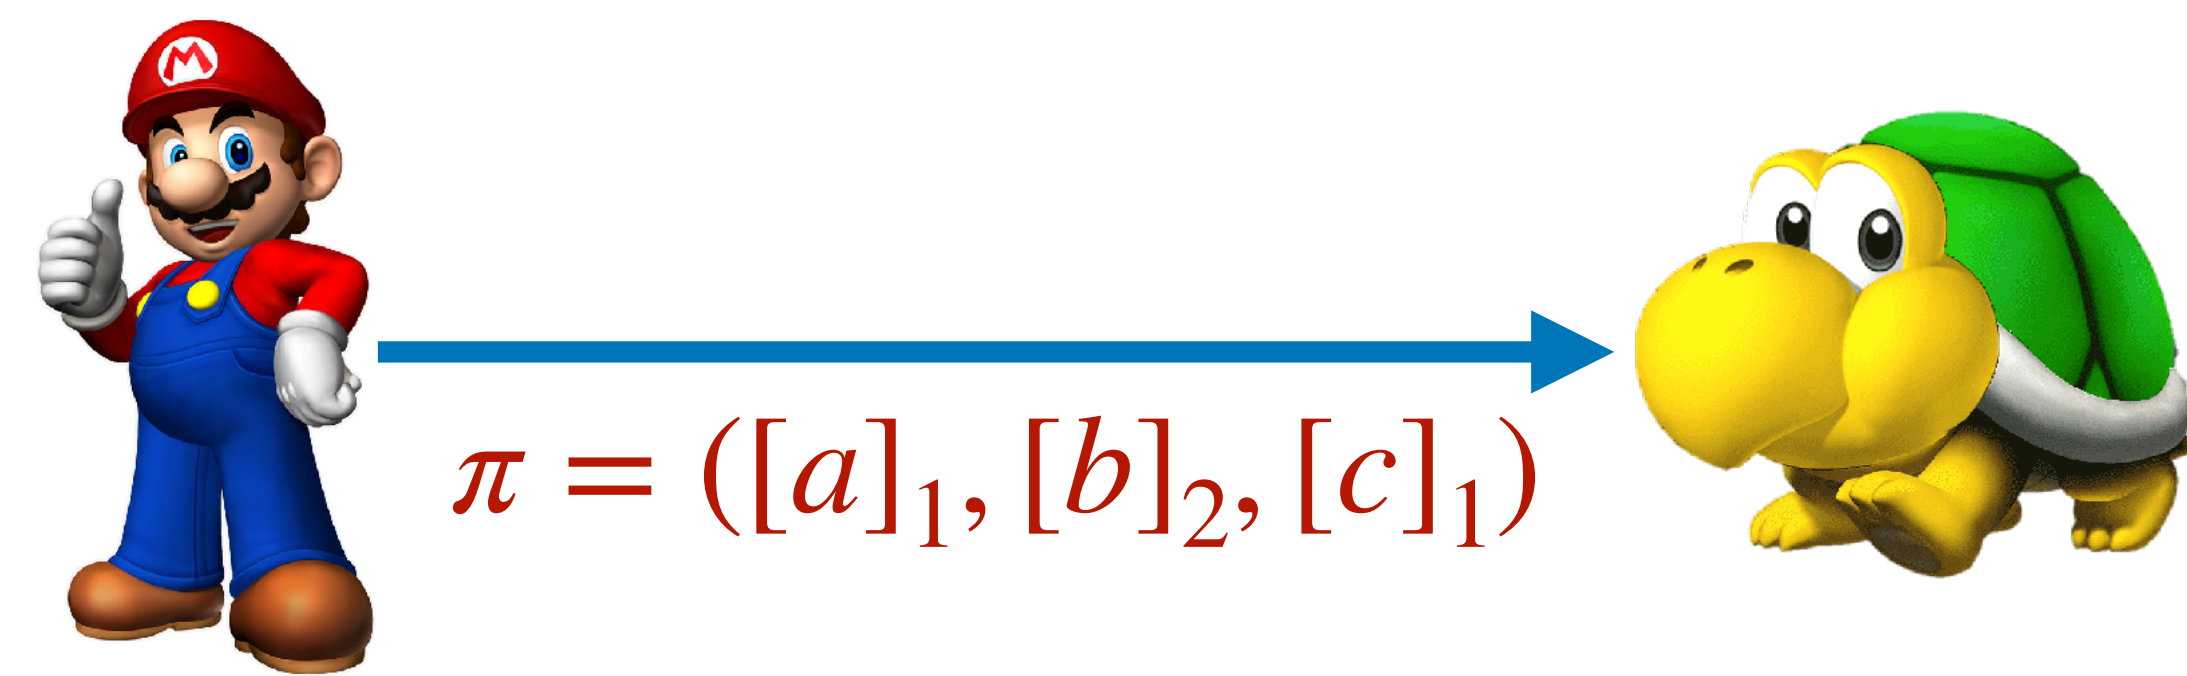 M
π = ([a]₁, [b]₂, [c]₁)